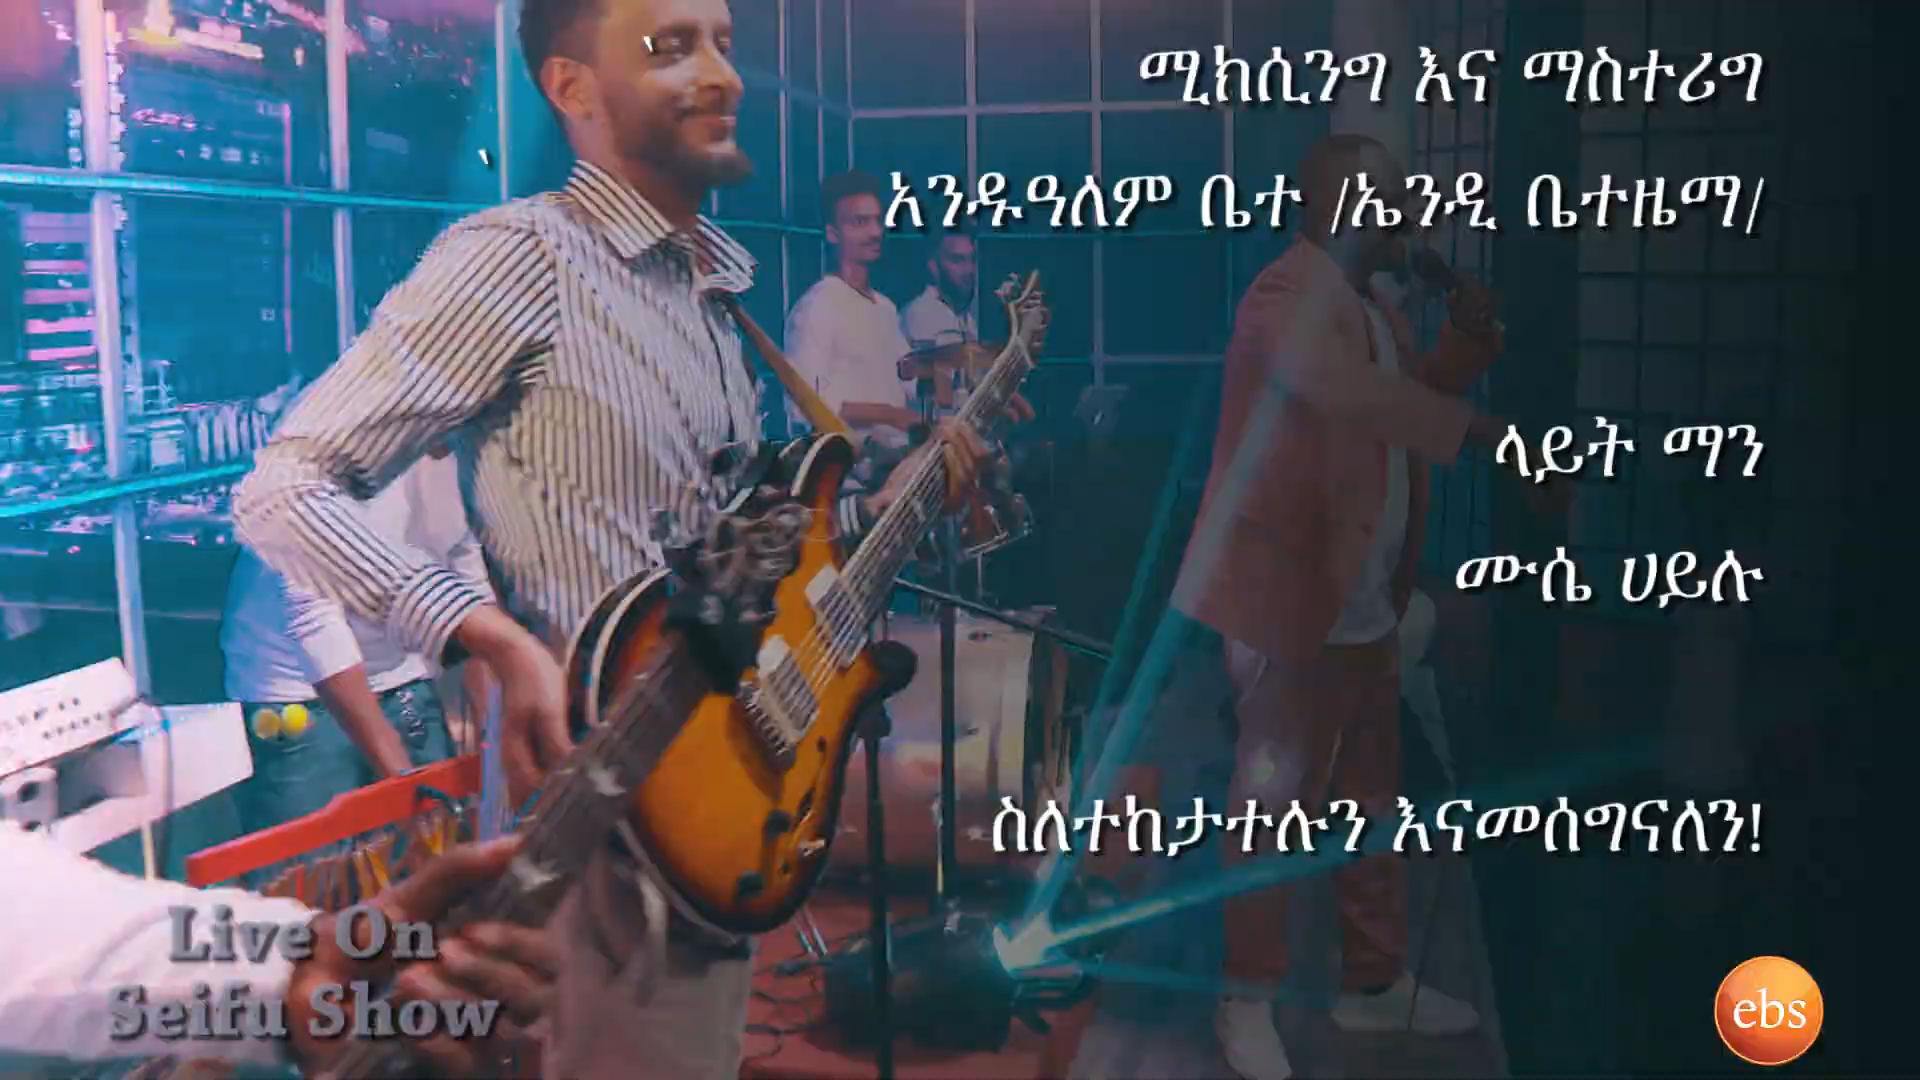 ሚክሲንግ እና ማስተሪግ
አንዱዓለም ቤተ /ኤንዲ ቤተዜማ/
ላይት ማን
ሙሴ ሀይሉ
ስለተከታተሉን እናመሰግናለን!
Live On
Seifu Show
ebs